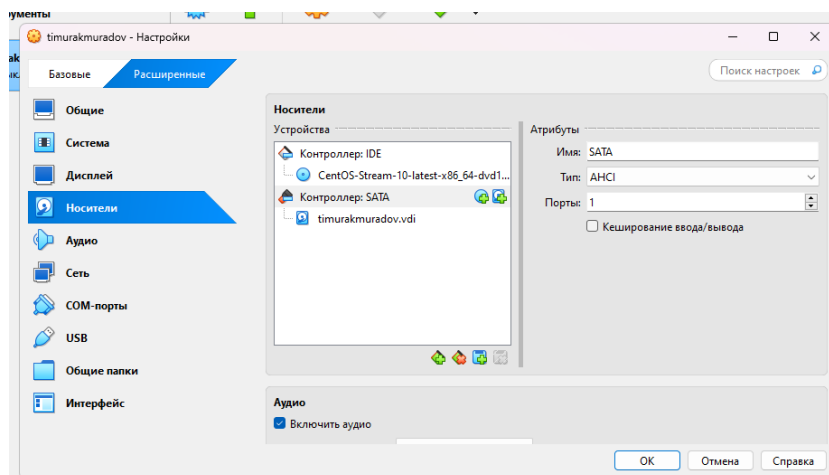 timurakmuradov - Настройки
Базовые
Расширенные
Поиск настроек
Общие
Система
Дисплей
Носители
Аудио
Сеть
COM-порты
USB
Общие папки
Интерфейс
Носители
Устройства
Контроллер: IDE
CentOS-Stream-10-latest-x86_64-dvd1...
Контроллер: SATA
timurakmuradov.vdi
Атрибуты
Имя: SATA
Тип: AHCI
Порты: 1
Кеширование ввода/вывода
Аудио
Включить аудио
OK
Отмена
Справка